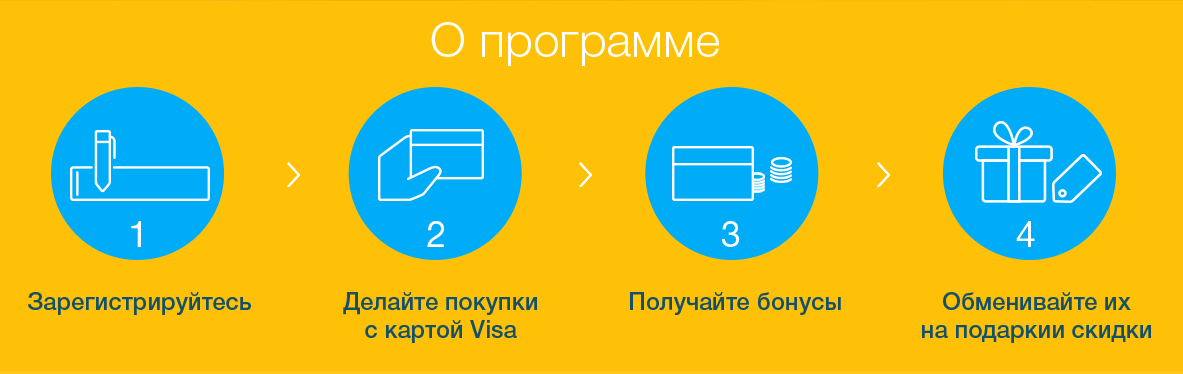 О программе
1
2
3
4
Зарегистрируйтесь
Делайте покупки
с картой Visa
Получайте бонусы
Обменивайте их
на подаркии скидки